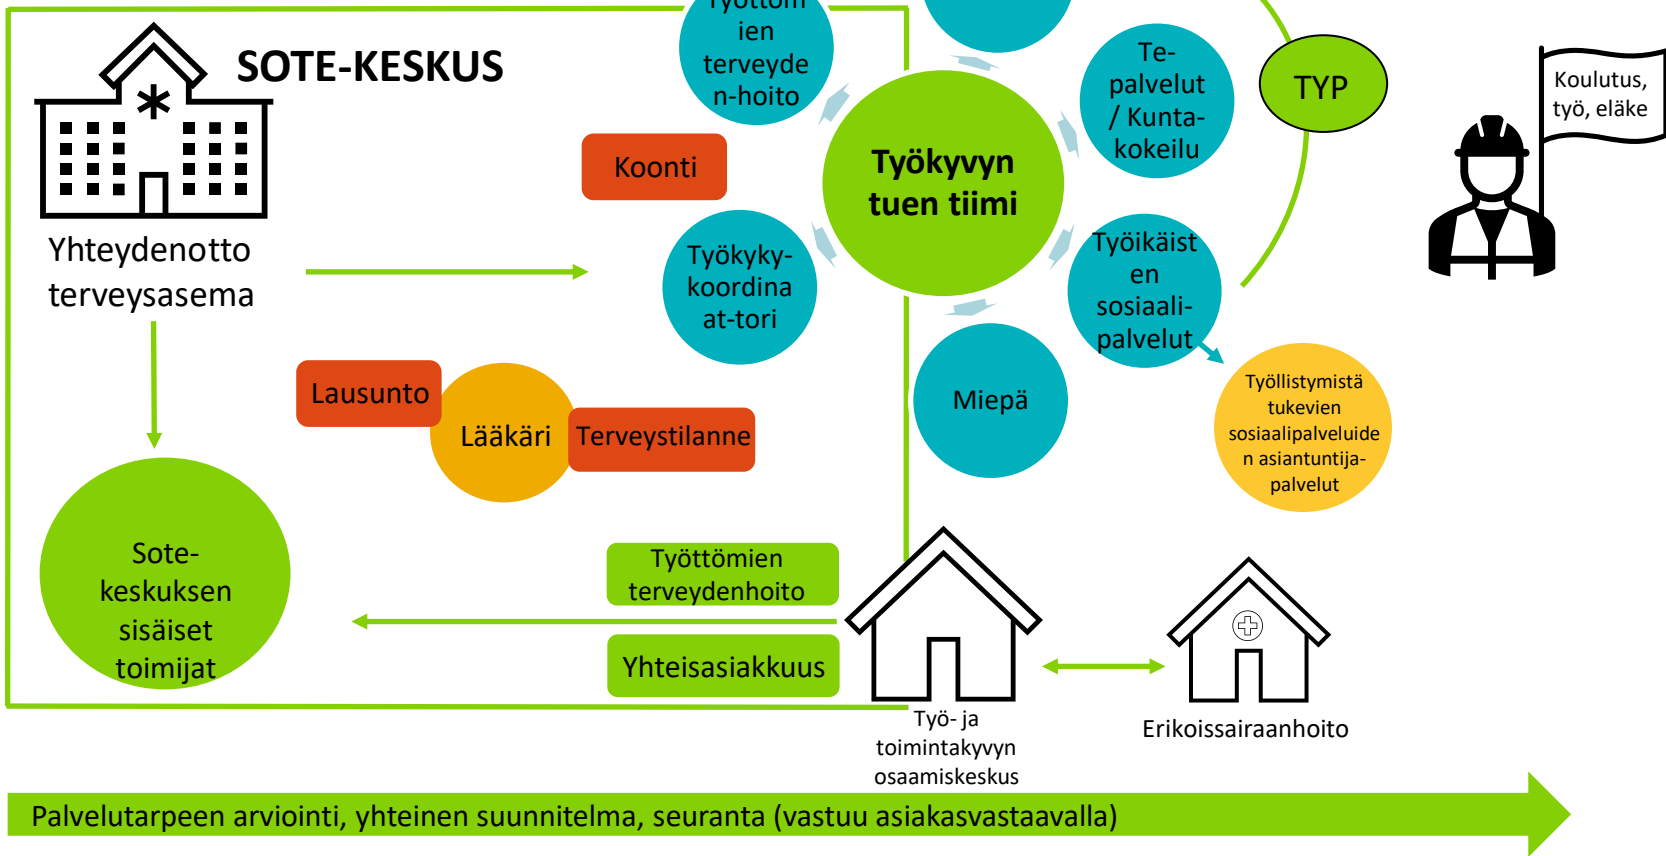 SOTE-KESKUS
Yhteydenotto
terveysasema
Työttöm
ien
terveyde
n-hoito
Te-
palvelut
/ Kunta-
kokeilu
TYP
Koulutus,
työ, eläke
Koonti
Työkyvyn
tuen tiimi
Työkyky-
koordina
at-tori
Työikäist
en
sosiaali-
palvelut
Miepä
Lausunto
Lääkäri
Terveystilanne
Työllistymistä
tukevien
sosiaalipalveluide
n asiantuntija-
palvelut
Sote-
keskuksen
sisäiset
toimijat
Työttömien
terveydenhoito
Yhteisasiakkuus
Työ- ja
toimintakyvyn
osaamiskeskus
Erikoissairaanhoito
Palvelutarpeen arviointi, yhteinen suunnitelma, seuranta (vastuu asiakasvastaavalla)